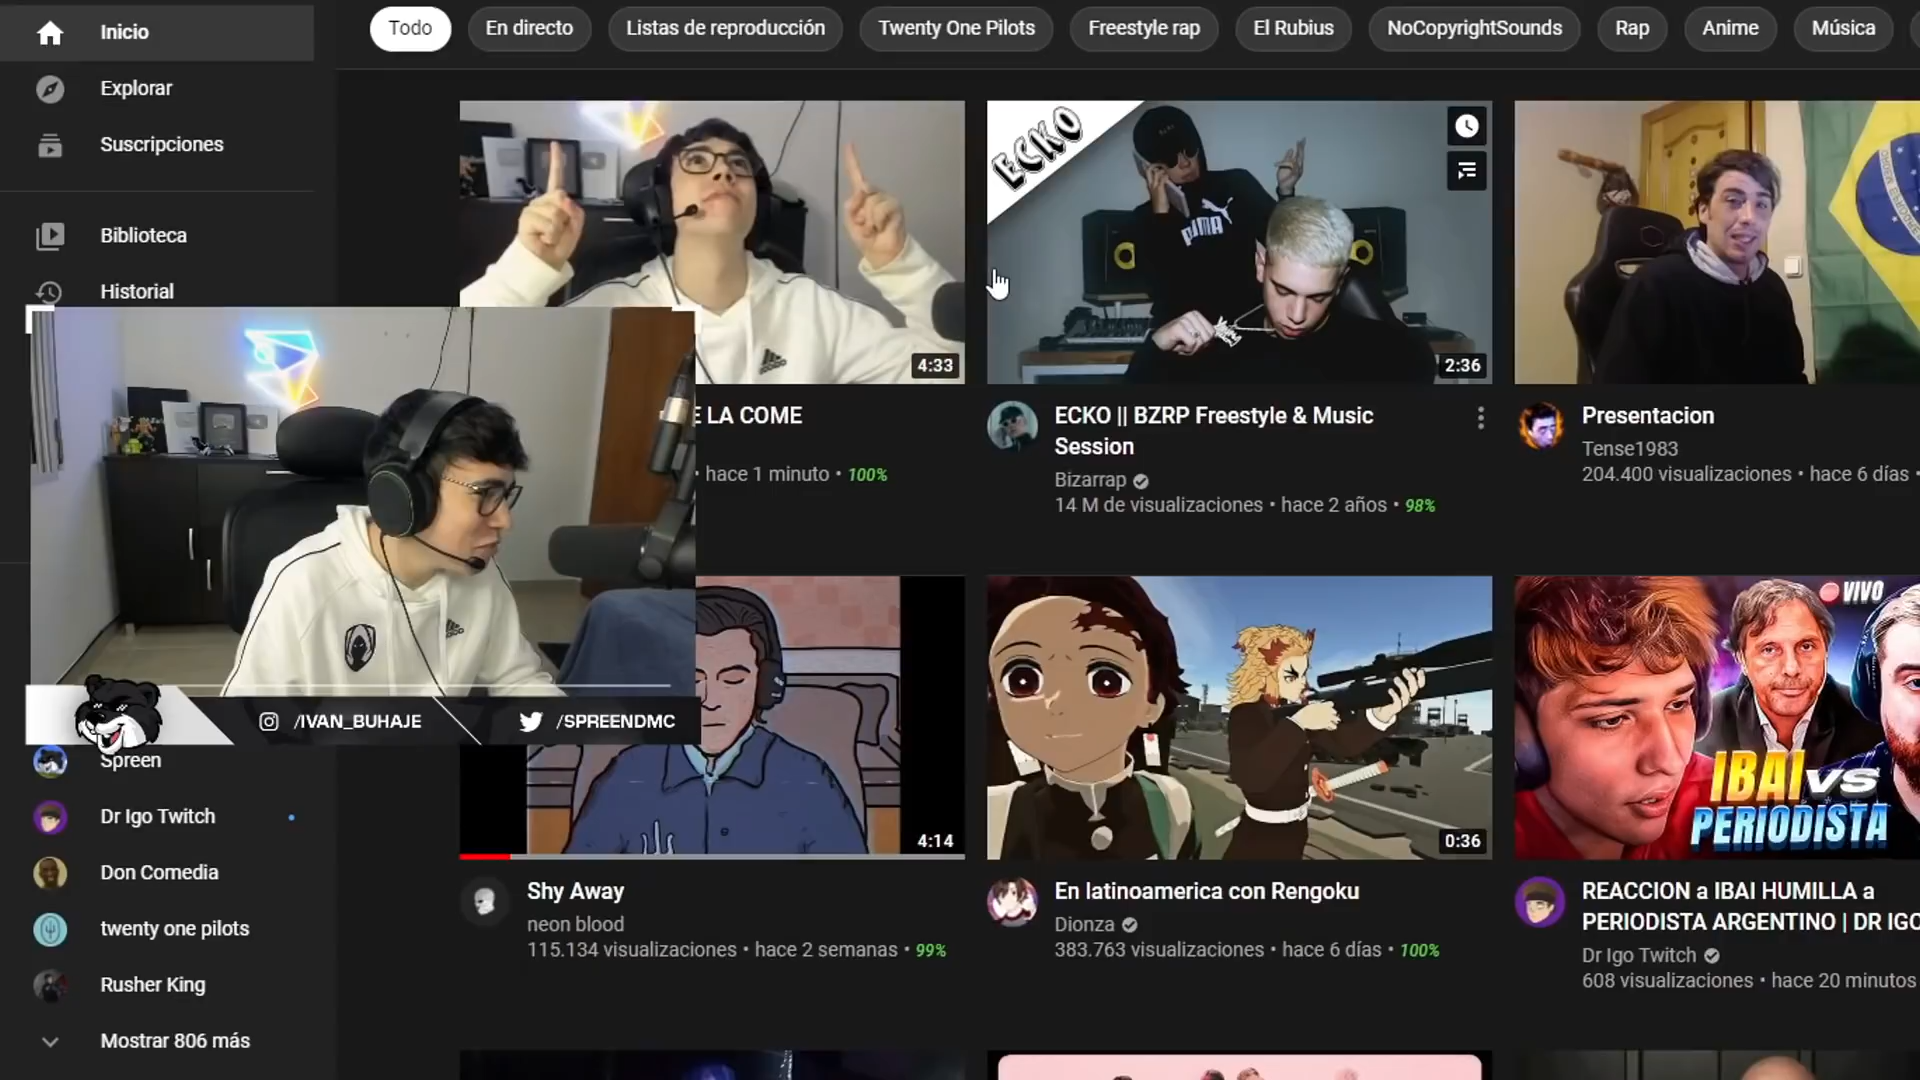 Inicio
Explorar
Suscripciones
Biblioteca
Historial
/IVAN_BUHAJE
/SPREENDMC
Spreen
Dr Igo Twitch
Don Comedia
twenty one pilots
Rusher King
Mostrar 806 más
Todo
En directo
Listas de reproducción
Twenty One Pilots
Freestyle rap
El Rubius
NoCopyrightSounds
Rap
Anime
Música
adidas
4:33
E LA COME
• hace 1 minuto • 100%
ECKO
PUMA
2:36
ECKO || BZRP Freestyle & Music
Session
Bizarrap
14 M de visualizaciones • hace 2 años • 98%
Presentacion
Tense1983
204.400 visualizaciones • hace 6 días •
4:14
Shy Away
neon blood
115.134 visualizaciones • hace 2 semanas • 99%
0:36
En latinoamerica con Rengoku
Dionza
383.763 visualizaciones • hace 6 días • 100%
VIVO
IBAI VS
PERIODISTA
REACCION a IBAI HUMILLA a
PERIODISTA ARGENTINO | DR IGO
Dr Igo Twitch
608 visualizaciones • hace 20 minutos